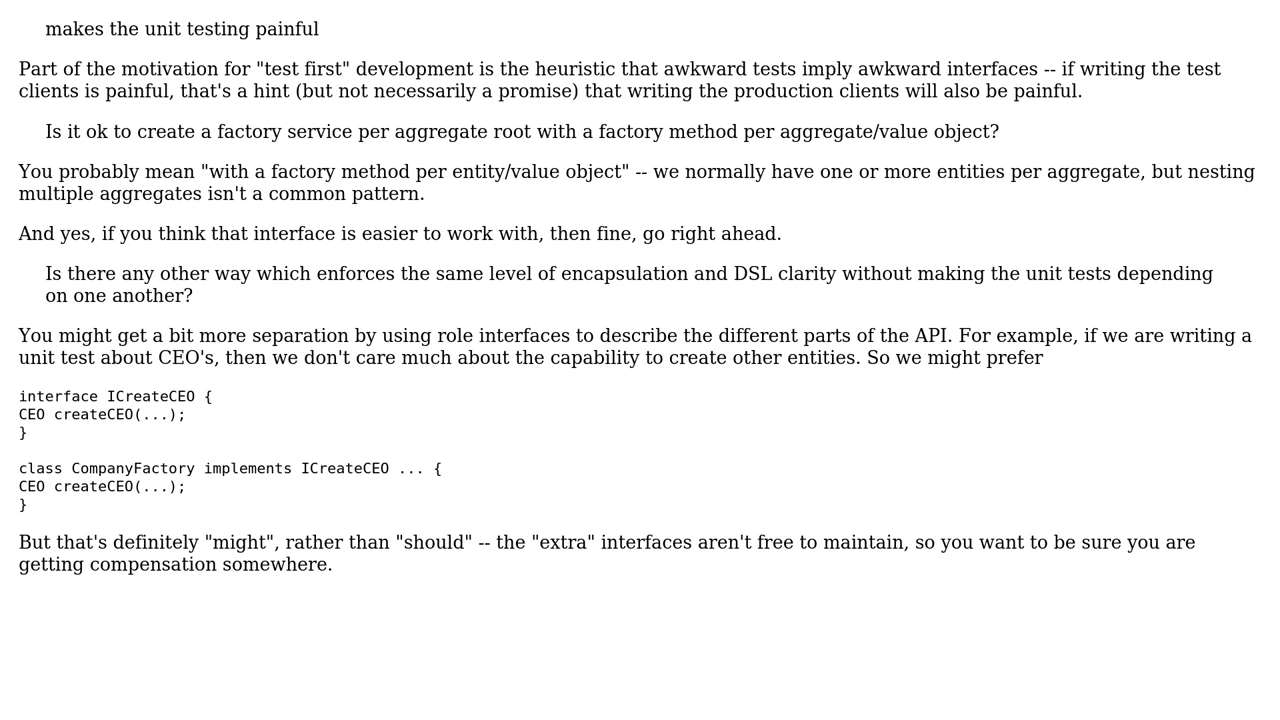 makes the unit testing painful
Part of the motivation for "test first" development is the heuristic that awkward tests imply awkward interfaces -- if writing the test
clients is painful, that's a hint (but not necessarily a promise) that writing the production clients will also be painful.
Is it ok to create a factory service per aggregate root with a factory method per aggregate/value object?
You probably mean "with a factory method per entity/value object" -- we normally have one or more entities per aggregate, but nesting
multiple aggregates isn't a common pattern.
And yes, if you think that interface is easier to work with, then fine, go right ahead.
Is there any other way which enforces the same level of encapsulation and DSL clarity without making the unit tests depending
on one another?
You might get a bit more separation by using role interfaces to describe the different parts of the API. For example, if we are writing a
unit test about CEO's, then we don't care much about the capability to create other entities. So we might prefer
interface ICreateCEO {
CEO createCEO(...);
}
class CompanyFactory implements ICreateCEO ... {
CEO createCEO(...);
}
But that's definitely "might", rather than "should" -- the "extra" interfaces aren't free to maintain, so you want to be sure you are
getting compensation somewhere.